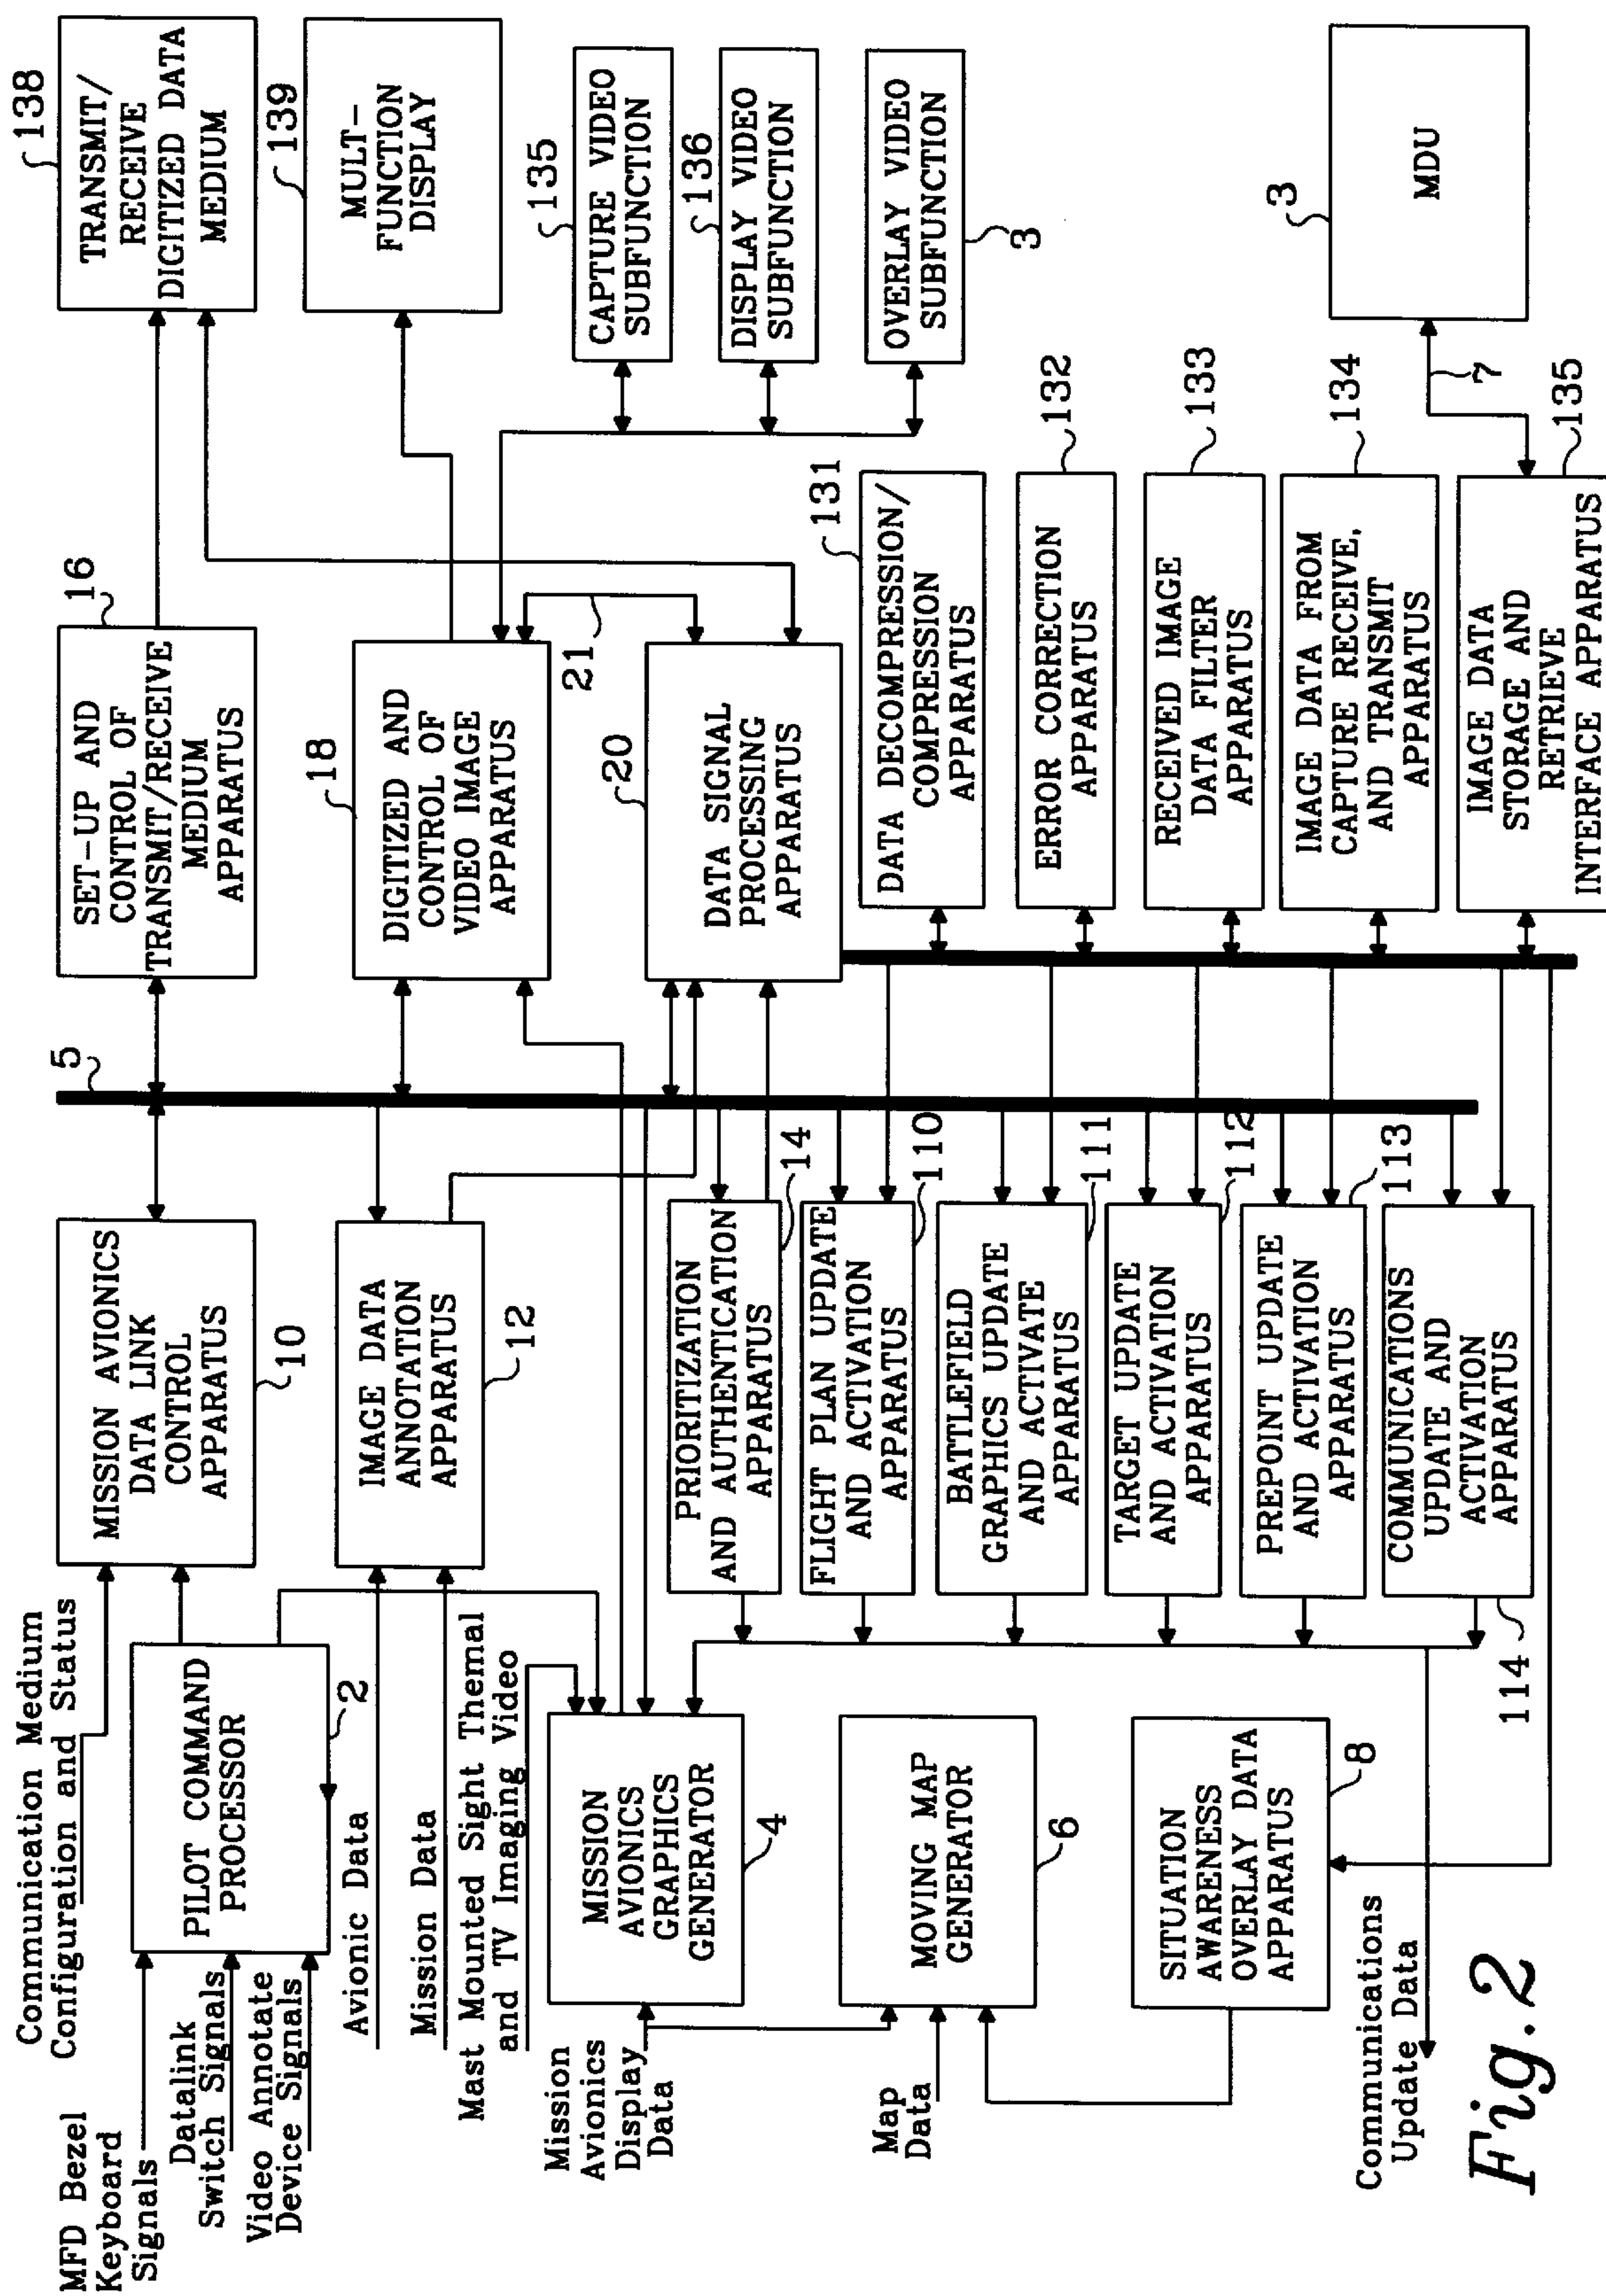 MFD Bezel
Keyboard
Signals
Datalink
Switch Signals
Video Annotate
Device Signals
Communication Medium
Configuration and Status
PILOT COMMAND
PROCESSOR
2
Avionic Data
Mission Data
Mast Mounted Sight Themal
and TV Imaging Video
Mission
Avionics
Display
Data
MISSION
AVIONICS
GRAPHICS
GENERATOR
4
Map
Data
MOVING MAP
GENERATOR
6
SITUATION
AWARENESS
OVERLAY DATA
APPARATUS
8
Communications
Update Data
MISSION AVIONICS
DATA LINK
CONTROL
APPARATUS
10
IMAGE DATA
ANNOTATION
APPARATUS
12
PRIORITIZATION
AND AUTHENTICATION
APPARATUS
14
FLIGHT PLAN UPDATE
AND ACTIVATION
APPARATUS
110
BATTLEFIELD
GRAPHICS UPDATE
AND ACTIVATE
APPARATUS
111
TARGET UPDATE
AND ACTIVATION
APPARATUS
112
PREPOINT UPDATE
AND ACTIVATION
APPARATUS
113
COMMUNICATIONS
UPDATE AND
ACTIVATION
APPARATUS
114
5
SET-UP AND
CONTROL OF
TRANSMIT/RECEIVE
MEDIUM
APPARATUS
16
DIGITIZED AND
CONTROL OF
VIDEO IMAGE
APPARATUS
18
21
DATA SIGNAL
PROCESSING
APPARATUS
20
DATA DECOMPRESSION/
COMPRESSION
APPARATUS
131
ERROR CORRECTION
APPARATUS
132
RECEIVED IMAGE
DATA FILTER
APPARATUS
133
IMAGE DATA FROM
CAPTURE RECEIVE,
AND TRANSMIT
APPARATUS
134
IMAGE DATA
STORAGE AND
RETRIEVE
INTERFACE APPARATUS
135
TRANSMIT/
RECEIVE
DIGITIZED DATA
MEDIUM
138
MULT-
FUNCTION
DISPLAY
139
CAPTURE VIDEO
SUBFUNCTION
135
DISPLAY VIDEO
SUBFUNCTION
136
OVERLAY VIDEO
SUBFUNCTION
3
MDU
3
7
Fig.2